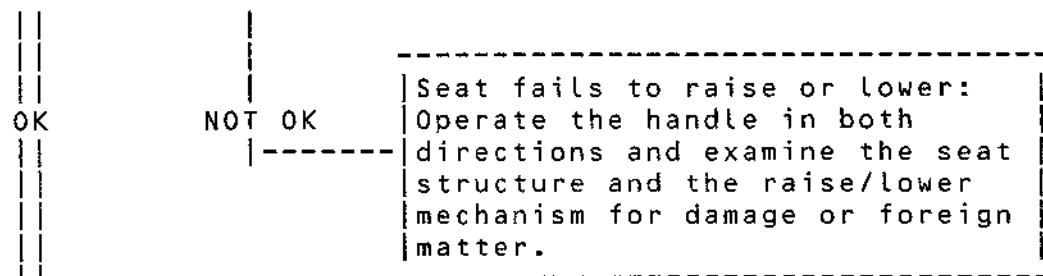 Seat fails to raise or lower:
OK NOT OK Operate the handle in both
directions and examine the seat
structure and the raise/lower
mechanism for damage or foreign
matter.